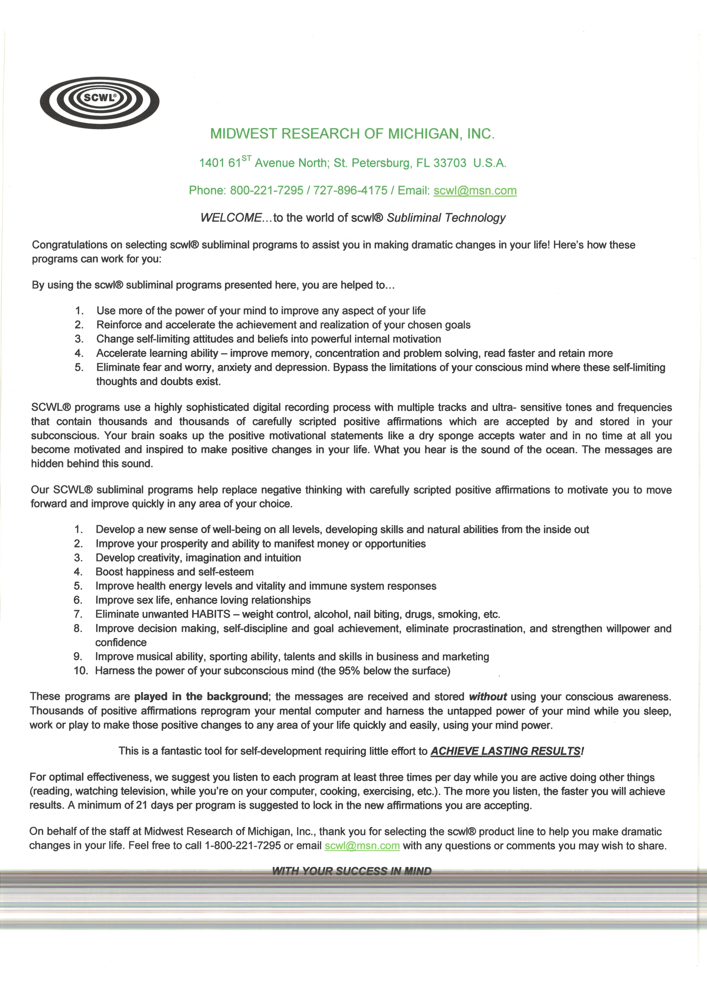 SCWL®
MIDWEST RESEARCH OF MICHIGAN, INC.
1401 61ST Avenue North; St. Petersburg, FL 33703 U.S.A.
Phone: 800-221-7295 / 727-896-4175 / Email: scwl@msn.com
WELCOME...to the world of scwl® Subliminal Technology
Congratulations on selecting scwl® subliminal programs to assist you in making dramatic changes in your life! Here's how these
programs can work for you:
By using the scwl® subliminal programs presented here, you are helped to...
1. Use more of the power of your mind to improve any aspect of your life
2. Reinforce and accelerate the achievement and realization of your chosen goals
3. Change self-limiting attitudes and beliefs into powerful internal motivation
4. Accelerate learning ability – improve memory, concentration and problem solving, read faster and retain more
5. Eliminate fear and worry, anxiety and depression. Bypass the limitations of your conscious mind where these self-limiting
thoughts and doubts exist.
SCWL® programs use a highly sophisticated digital recording process with multiple tracks and ultra- sensitive tones and frequencies
that contain thousands and thousands of carefully scripted positive affirmations which are accepted by and stored in your
subconscious. Your brain soaks up the positive motivational statements like a dry sponge accepts water and in no time at all you
become motivated and inspired to make positive changes in your life. What you hear is the sound of the ocean. The messages are
hidden behind this sound.
Our SCWL® subliminal programs help replace negative thinking with carefully scripted positive affirmations to motivate you to move
forward and improve quickly in any area of your choice.
1. Develop a new sense of well-being on all levels, developing skills and natural abilities from the inside out
2. Improve your prosperity and ability to manifest money or opportunities
3. Develop creativity, imagination and intuition
4. Boost happiness and self-esteem
5. Improve health energy levels and vitality and immune system responses
6. Improve sex life, enhance loving relationships
7. Eliminate unwanted HABITS – weight control, alcohol, nail biting, drugs, smoking, etc.
8. Improve decision making, self-discipline and goal achievement, eliminate procrastination, and strengthen willpower and
confidence
9. Improve musical ability, sporting ability, talents and skills in business and marketing
10. Harness the power of your subconscious mind (the 95% below the surface)
These programs are played in the background; the messages are received and stored without using your conscious awareness.
Thousands of positive affirmations reprogram your mental computer and harness the untapped power of your mind while you sleep,
work or play to make those positive changes to any area of your life quickly and easily, using your mind power.
This is a fantastic tool for self-development requiring little effort to ACHIEVE LASTING RESULTS!
For optimal effectiveness, we suggest you listen to each program at least three times per day while you are active doing other things
(reading, watching television, while you're on your computer, cooking, exercising, etc.). The more you listen, the faster you will achieve
results. A minimum of 21 days per program is suggested to lock in the new affirmations you are accepting.
On behalf of the staff at Midwest Research of Michigan, Inc., thank you for selecting the scwl® product line to help you make dramatic
changes in your life. Feel free to call 1-800-221-7295 or email scwl@msn.com with any questions or comments you may wish to share.
WITH YOUR SUCCESS IN MIND